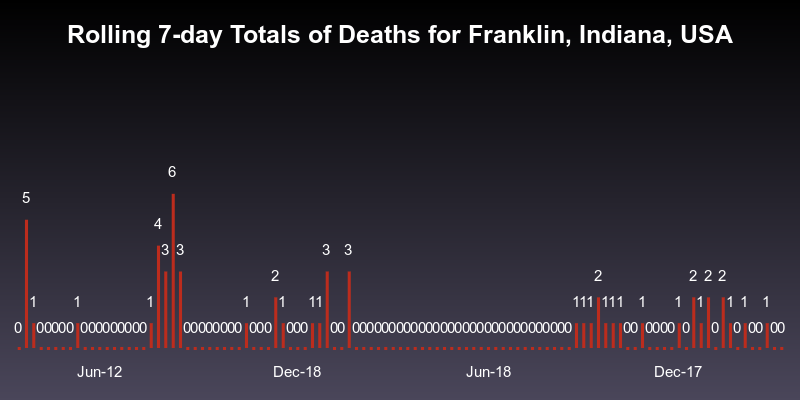 Rolling 7-day Totals of Deaths for Franklin, Indiana, USA
6
5
4
3 3 3 3
2 2 2 2 2
1 1 1 1 1 11 111 111 1 1 1 1 1 1
0 00000 000000000 00000000 000 000 00 000000000000000000000000000000 00 0000 0 0 0 00 00
Jun-12 Dec-18 Jun-18 Dec-17